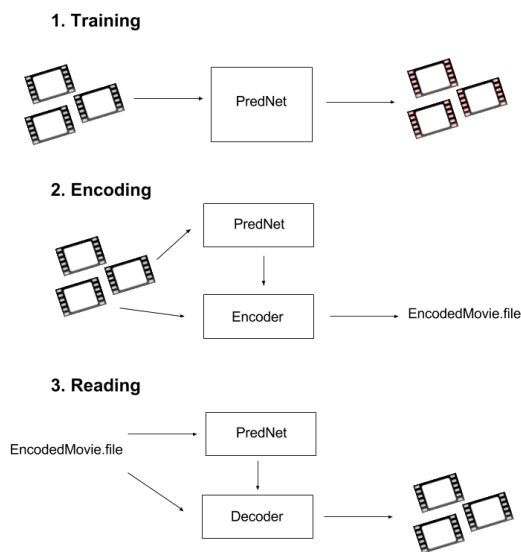 1. Training
PredNet
2. Encoding
PredNet
Encoder
EncodedMovie.file
3. Reading
PredNet
EncodedMovie.file
Decoder